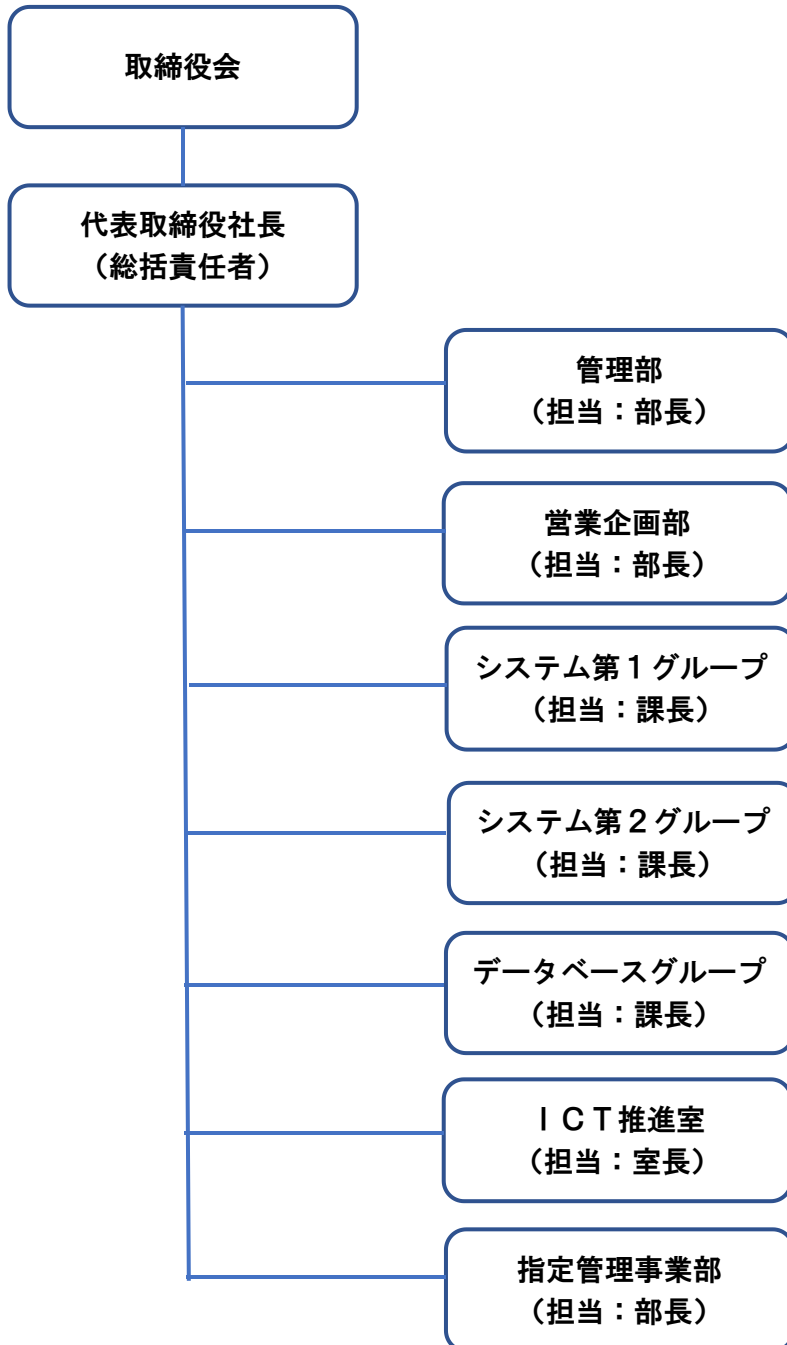 取締役会
代表取締役社長
（総括責任者）
管理部
（担当：部長）
営業企画部
（担当：部長）
システム第１グループ
（担当：課長）
システム第２グループ
（担当：課長）
データベースグループ
（担当：課長）
ＩＣＴ推進室
（担当：室長）
指定管理事業部
（担当：部長）